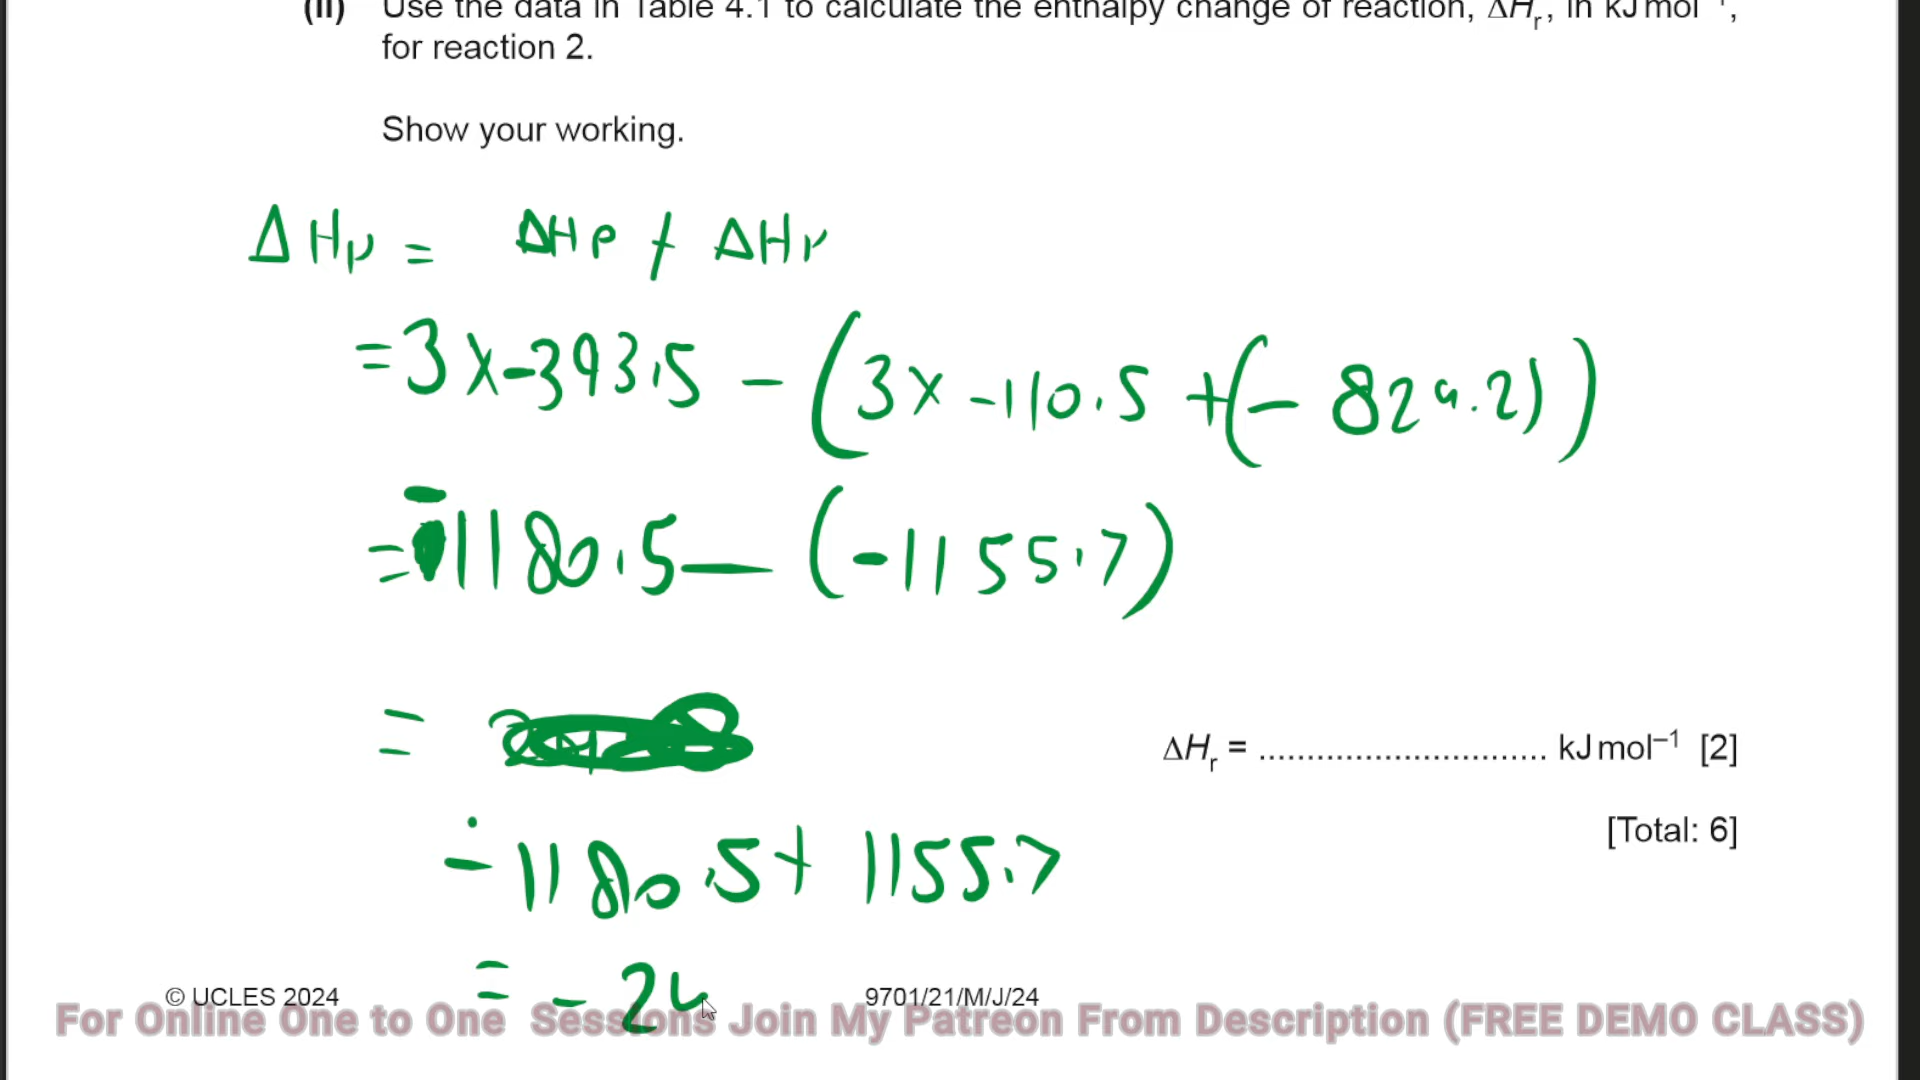 (ii) Use the data in Table 4.1 to calculate the enthalpy change of reaction, ΔHr, in kJ mol–1,
for reaction 2.
Show your working.
ΔHr = ΔHP + ΔHr
=3x-393.5 - (3x-110.5 +(-824.2))
=-1180.5-(-1155.7)
=
ΔHr = ............................. kJ mol–1 [2]
[Total: 6]
-1180.5+1155.7
= -24
© UCLES 2024
9701/21/M/J/24
For Online One to One Sessions Join My Patreon From Description (FREE DEMO CLASS)